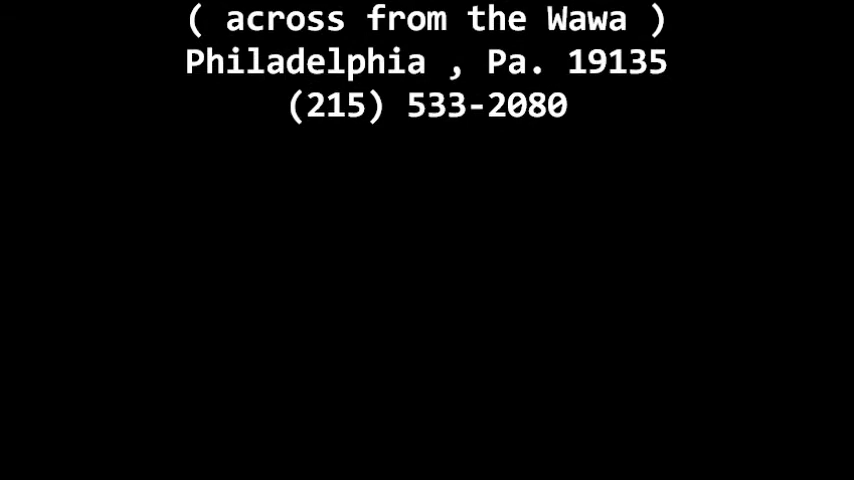 ( across from the Wawa )
Philadelphia , Pa. 19135
(215) 533-2080